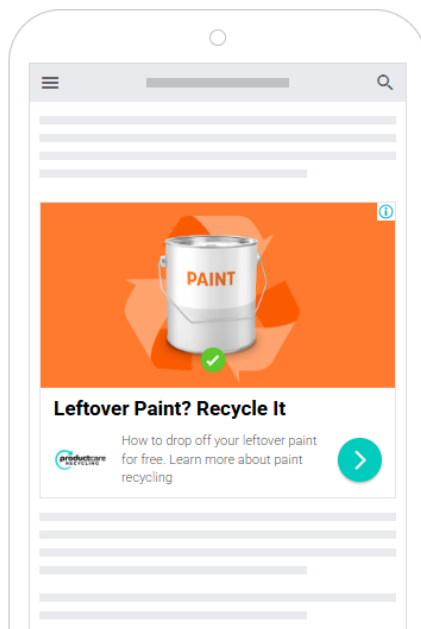 PAINT
Leftover Paint? Recycle It
productcare
RECYCLING
How to drop off your leftover paint
for free. Learn more about paint
recycling